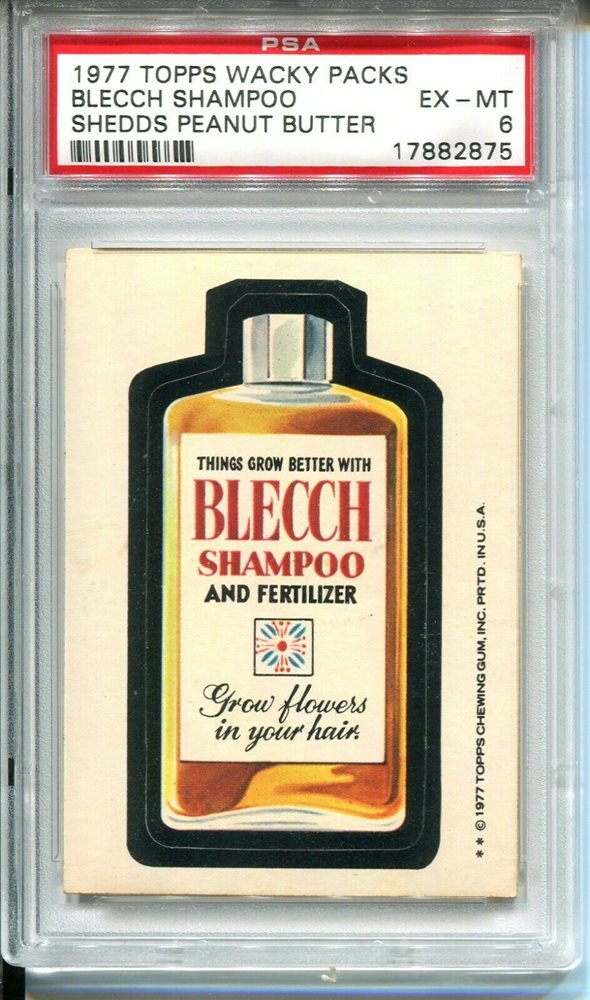 PSA
1977 TOPPS WACKY PACKS
BLECCH SHAMPOO EX – MT
SHEDDS PEANUT BUTTER 6
17882875
THINGS GROW BETTER WITH
BLECCH
SHAMPOO
AND FERTILIZER
Grow flowers
in your hair.
** © 1977 TOPPS CHEWING GUM, INC. PRTD. IN U.S.A.